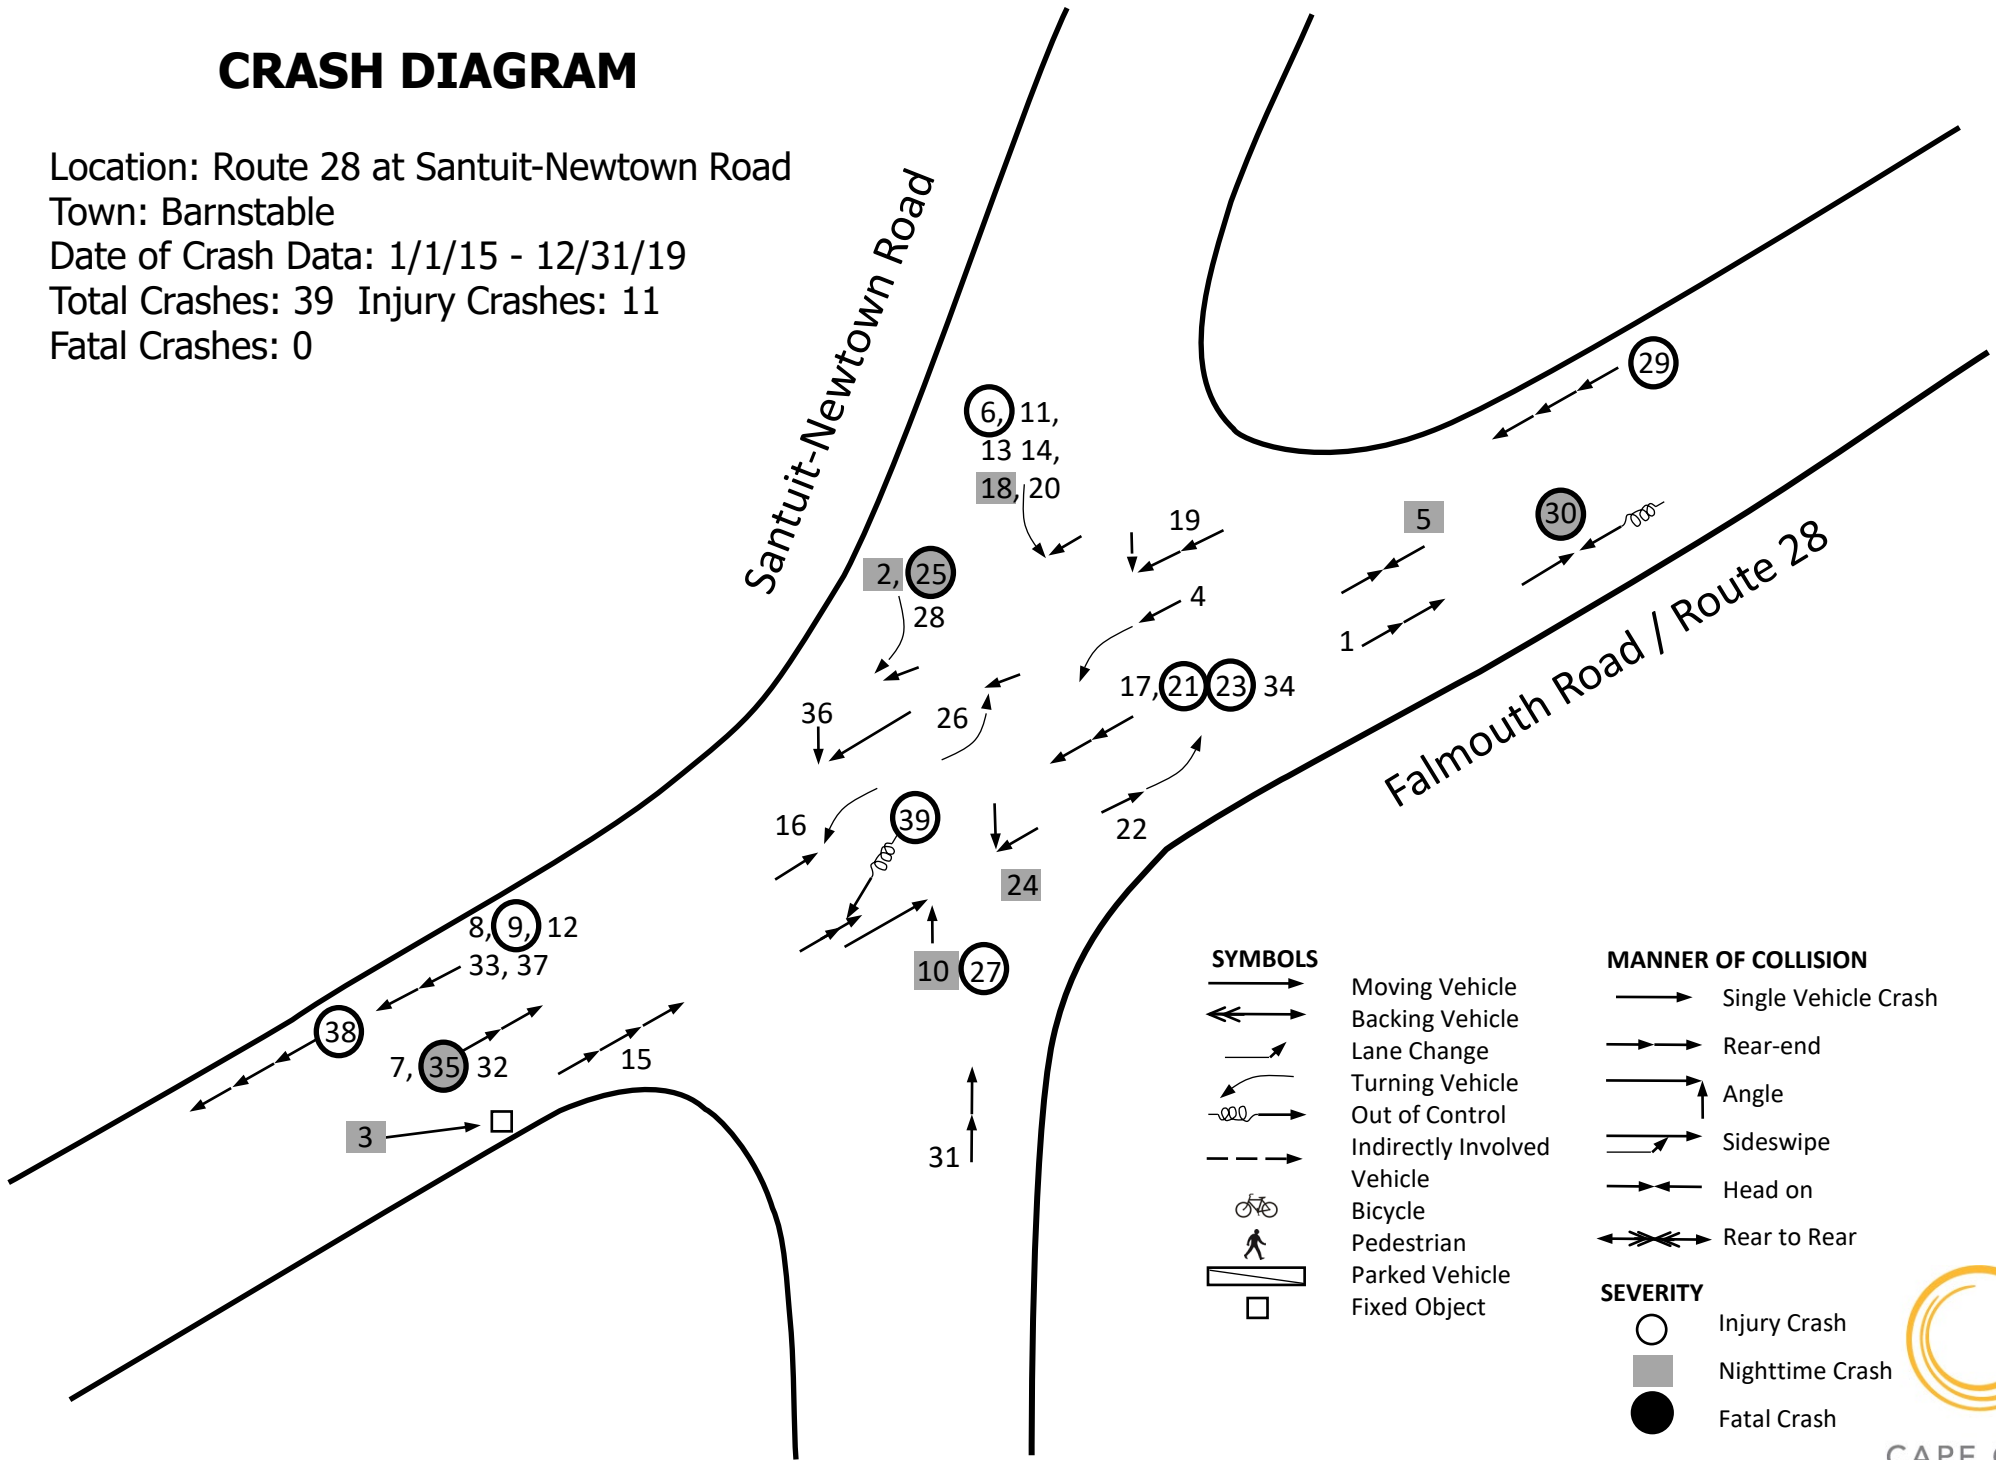 CRASH DIAGRAM
Location: Route 28 at Santuit-Newtown Road
Town: Barnstable
Date of Crash Data: 1/1/15 - 12/31/19
Total Crashes: 39 Injury Crashes: 11
Fatal Crashes: 0
Santuit-Newtown Road
Falmouth Road / Route 28
29
6, 11,
13 14,
18, 20
19
5
30
2, 25
28
4
1
17, 21 23 34
36
26
16
39
22
24
8, 9, 12
33, 37
10 27
38
7, 35 32
15
3
31
SYMBOLS
Moving Vehicle
Backing Vehicle
Lane Change
Turning Vehicle
Out of Control
Indirectly Involved
Vehicle
Bicycle
Pedestrian
Parked Vehicle
Fixed Object
MANNER OF COLLISION
Single Vehicle Crash
Rear-end
Angle
Sideswipe
Head on
Rear to Rear
SEVERITY
Injury Crash
Nighttime Crash
Fatal Crash
CAPE